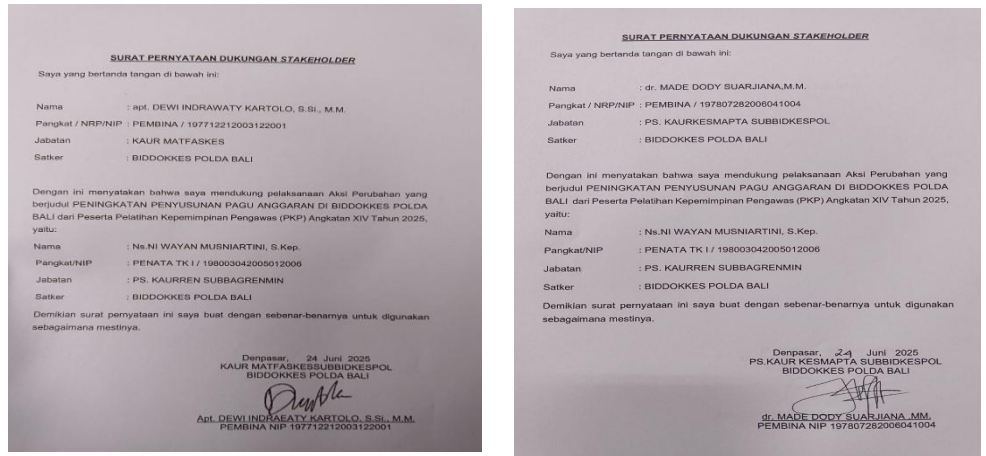 SURAT PERNYATAAN DUKUNGAN STAKEHOLDER
Saya yang bertanda tangan di bawah ini:
Nama : apt. DEWI INDRAWATY KARTOLO, S.Si., M.M.
Pangkat / NRP/NIP : PEMBINA / 197712212003122001
Jabatan : KAUR MATFASKES
Satker : BIDDOKKES POLDA BALI
Dengan ini menyatakan bahwa saya mendukung pelaksanaan Aksi Perubahan yang
berjudul PENINGKATAN PENYUSUNAN PAGU ANGGARAN DI BIDDOKKES POLDA
BALI dari Peserta Pelatihan Kepemimpinan Pengawas (PKP) Angkatan XIV Tahun 2025,
yaitu:
Nama : Ns.NI WAYAN MUSNIARTINI, S.Kep.
Pangkat/NIP : PENATA TK I / 198003042005012006
Jabatan : PS. KAURREN SUBBAGRENMIN
Satker : BIDDOKKES POLDA BALI
Demikian surat pernyataan ini saya buat dengan sebenar-benarnya untuk digunakan
sebagaimana mestinya.
Denpasar, 24 Juni 2025
KAUR MATFASKESSUBBIDKESPOL
BIDDOKKES POLDA BALI
Apt. DEWI INDRAEATY KARTOLO, S.Si., M.M.
PEMBINA NIP 197712212003122001
SURAT PERNYATAAN DUKUNGAN STAKEHOLDER
Saya yang bertanda tangan di bawah ini:
Nama : dr. MADE DODY SUARJIANA,M.M.
Pangkat / NRP/NIP : PEMBINA / 197807282006041004
Jabatan : PS. KAURKESMAPTA SUBBIDKESPOL
Satker : BIDDOKKES POLDA BALI
Dengan ini menyatakan bahwa saya mendukung pelaksanaan Aksi Perubahan yang
berjudul PENINGKATAN PENYUSUNAN PAGU ANGGARAN DI BIDDOKKES POLDA
BALI dari Peserta Pelatihan Kepemimpinan Pengawas (PKP) Angkatan XIV Tahun 2025,
yaitu:
Nama : Ns.NI WAYAN MUSNIARTINI, S.Kep.
Pangkat/NIP : PENATA TK I / 198003042005012006
Jabatan : PS. KAURREN SUBBAGRENMIN
Satker : BIDDOKKES POLDA BALI
Demikian surat pernyataan ini saya buat dengan sebenar-benarnya untuk digunakan
sebagaimana mestinya.
Denpasar, 24 Juni 2025
PS.KAUR KESMAPTA SUBBIDKESPOL
BIDDOKKES POLDA BALI
dr. MADE DODY SUARJIANA ,MM.
PEMBINA NIP 197807282006041004